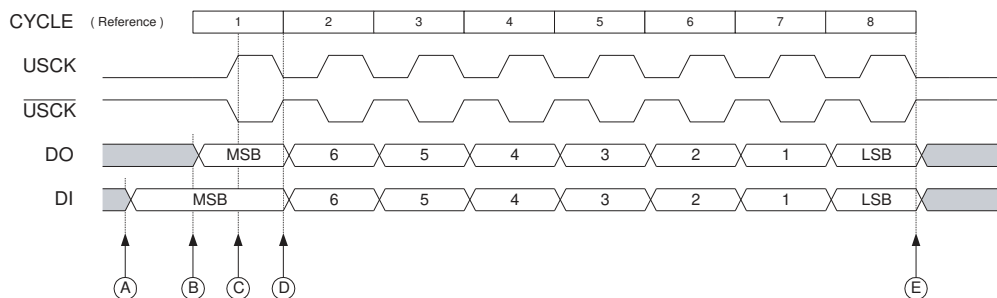 CYCLE ( Reference ) 1 2 3 4 5 6 7 8
USCK
USCK
DO MSB 6 5 4 3 2 1 LSB
DI MSB 6 5 4 3 2 1 LSB
A B C D E